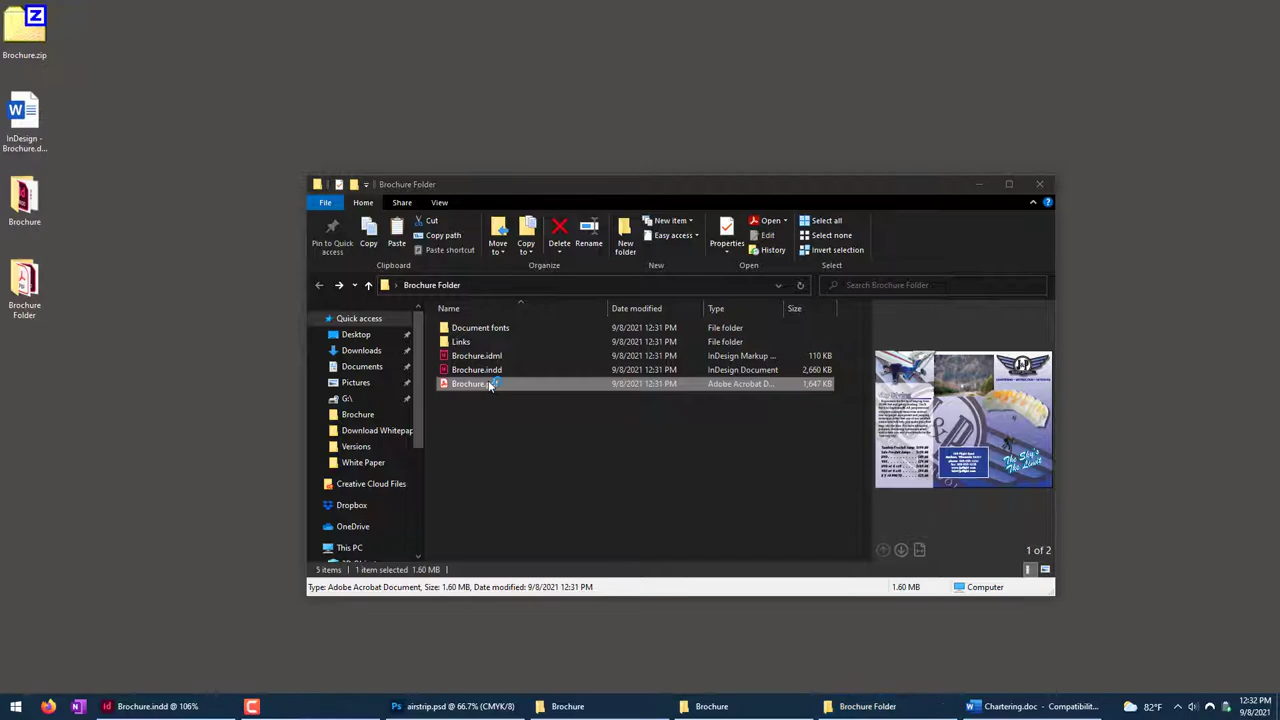 Z
Brochure.zip
W
InDesign -
Brochure.d...
Brochure
Brochure
Folder
Brochure Folder
File
Home
Share
View
Pin to Quick
access
Copy
Paste
Cut
Copy path
Paste shortcut
Clipboard
Move
to
Copy
to
Delete
Rename
Organize
New
folder
New item
Easy access
New
Properties
Open
Edit
History
Open
Select all
Select none
Invert selection
Select
Brochure Folder
Search Brochure Folder
Name
Date modified
Type
Size
Quick access
Desktop
Downloads
Documents
Pictures
G:\
Brochure
Download Whitepap
Versions
White Paper
Creative Cloud Files
Dropbox
OneDrive
This PC
Document fonts 9/8/2021 12:31 PM File folder
Links 9/8/2021 12:31 PM File folder
Brochure.idml 9/8/2021 12:31 PM InDesign Markup ... 110 KB
Brochure.indd 9/8/2021 12:31 PM InDesign Document 2,660 KB
Brochure. 9/8/2021 12:31 PM Adobe Acrobat D... 1,647 KB
J&P
The Sky's
The Limit
1 of 2
5 items 1 item selected 1.60 MB
Type: Adobe Acrobat Document, Size: 1.60 MB, Date modified: 9/8/2021 12:31 PM
1.60 MB
Computer
Brochure.indd @ 106%
airstrip.psd @ 66.7% (CMYK/8)
Brochure
Brochure
Brochure Folder
Chartering.doc - Compatibilit...
82°F
12:32 PM
9/8/2021